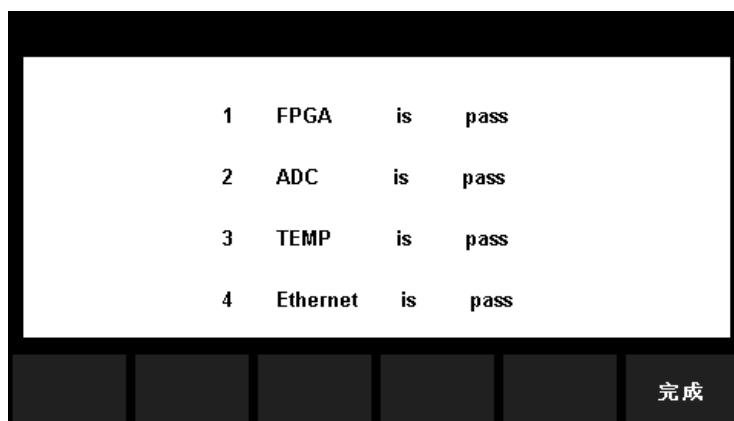 1 FPGA is pass
2 ADC is pass
3 TEMP is pass
4 Ethernet is pass
完成